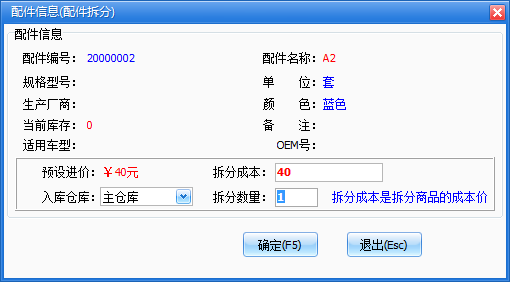 配件信息(配件拆分)
配件信息
配件编号： 20000002 配件名称： A2
规格型号： 单 位： 套
生产厂商： 颜 色： 蓝色
当前库存： 0 备 注：
适用车型： OEM号：
预设进价： ￥40元 拆分成本： 40
入库仓库： 主仓库 拆分数量： 1 拆分成本是拆分商品的成本价
确定(F5) 退出(Esc)